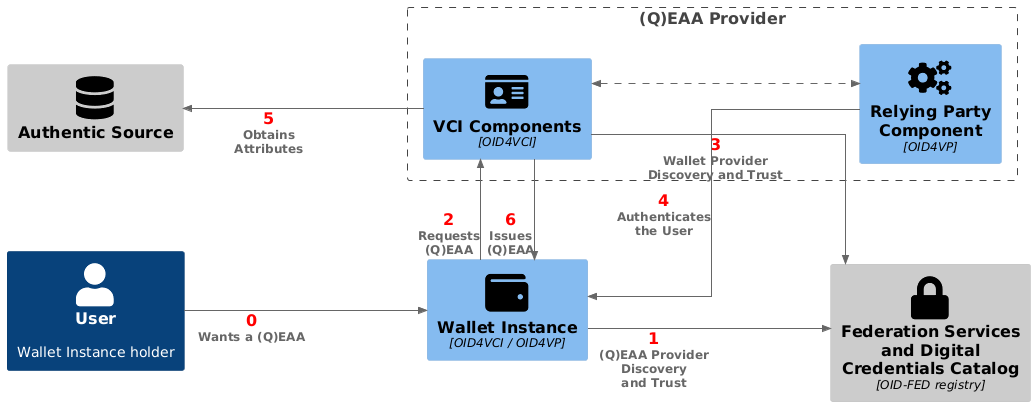 (Q)EAA Provider
VCI Components
[OID4VCI]
Relying Party
Component
[OID4VP]
Authentic Source
5
Obtains
Attributes
3
Wallet Provider
Discovery and Trust
4
Authenticates
the User
2
Requests
(Q)EAA
6
Issues
(Q)EAA
User
Wallet Instance holder
0
Wants a (Q)EAA
Wallet Instance
[OID4VCI / OID4VP]
1
(Q)EAA Provider
Discovery
and Trust
Federation Services
and Digital
Credentials Catalog
[OID-FED registry]